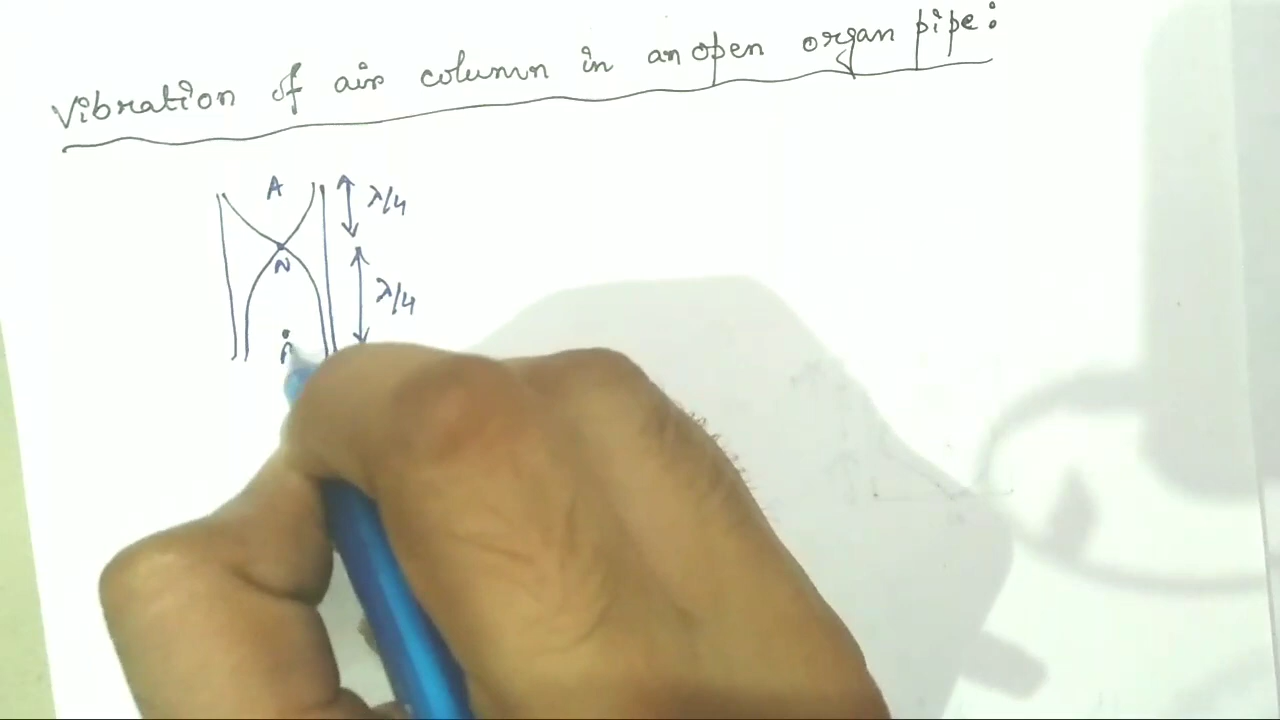 Vibration of air column in an open organ pipe:
A
λ/4
N
λ/4